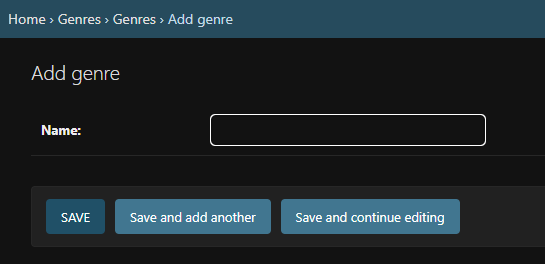 Home › Genres › Genres › Add genre
Add genre
Name:
SAVE Save and add another Save and continue editing